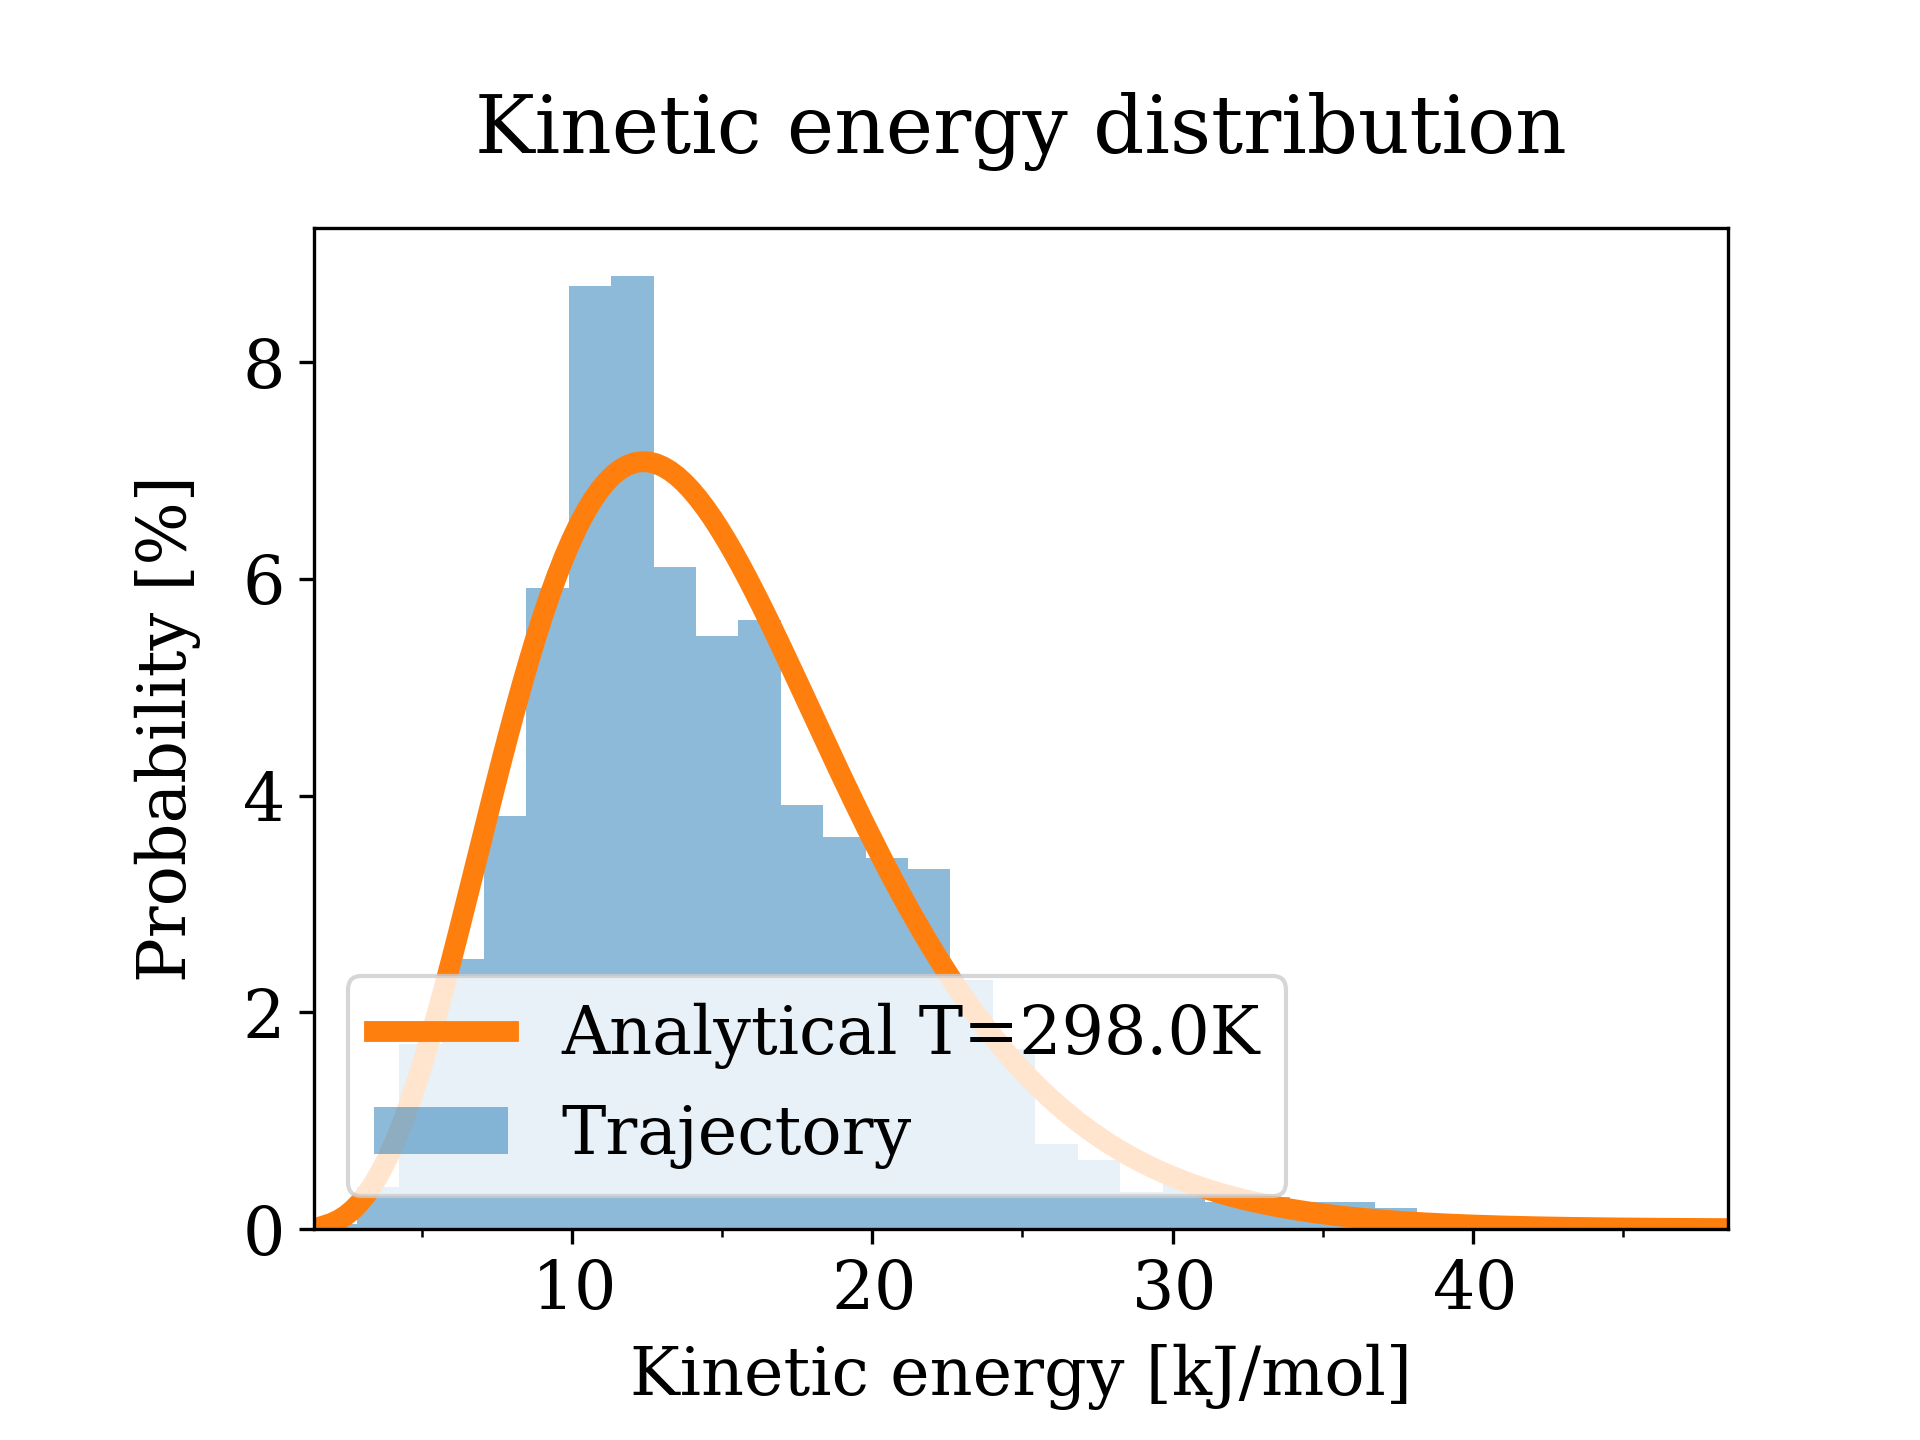 Kinetic energy distribution
Probability [%]
8
6
4
2
0
Analytical T=298.0K
Trajectory
10 20 30 40
Kinetic energy [kJ/mol]